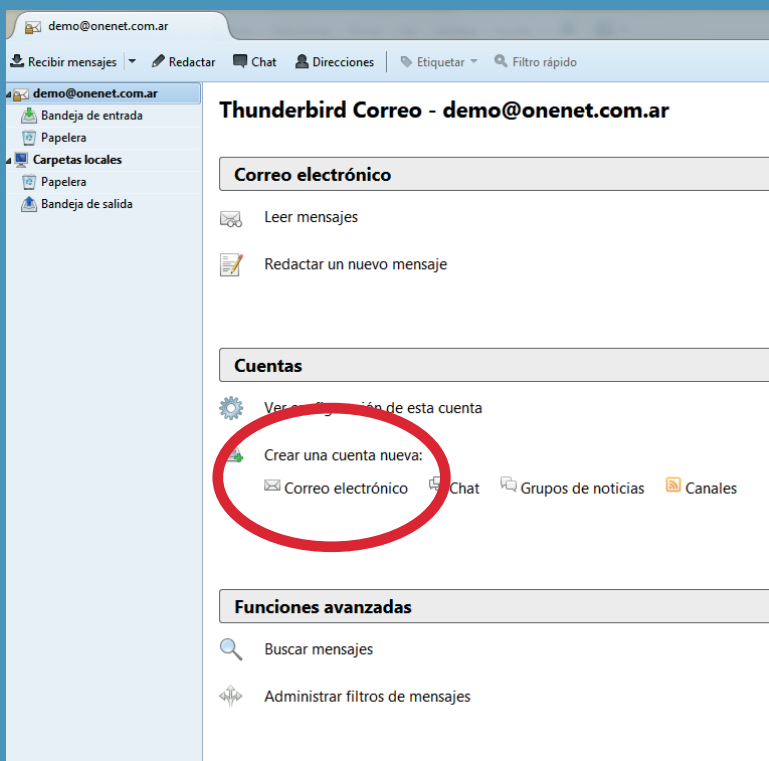 demo@onenet.com.ar
Recibir mensajes Redactar Chat Direcciones Etiquetar Filtro rápido
demo@onenet.com.ar
Bandeja de entrada
Papelera
Carpetas locales
Papelera
Bandeja de salida
Thunderbird Correo - demo@onenet.com.ar
Correo electrónico
Leer mensajes
Redactar un nuevo mensaje
Cuentas
Ver configuración de esta cuenta
Crear una cuenta nueva:
Correo electrónico Chat Grupos de noticias Canales
Funciones avanzadas
Buscar mensajes
Administrar filtros de mensajes